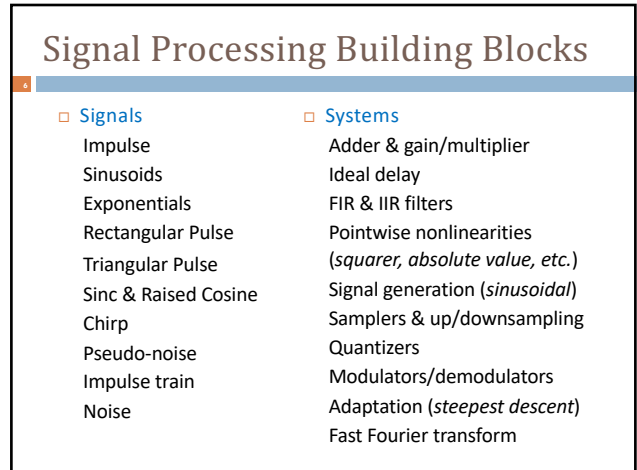 Signal Processing Building Blocks
6
Signals
Impulse
Sinusoids
Exponentials
Rectangular Pulse
Triangular Pulse
Sinc & Raised Cosine
Chirp
Pseudo-noise
Impulse train
Noise
Systems
Adder & gain/multiplier
Ideal delay
FIR & IIR filters
Pointwise nonlinearities
(squarer, absolute value, etc.)
Signal generation (sinusoidal)
Samplers & up/downsampling
Quantizers
Modulators/demodulators
Adaptation (steepest descent)
Fast Fourier transform